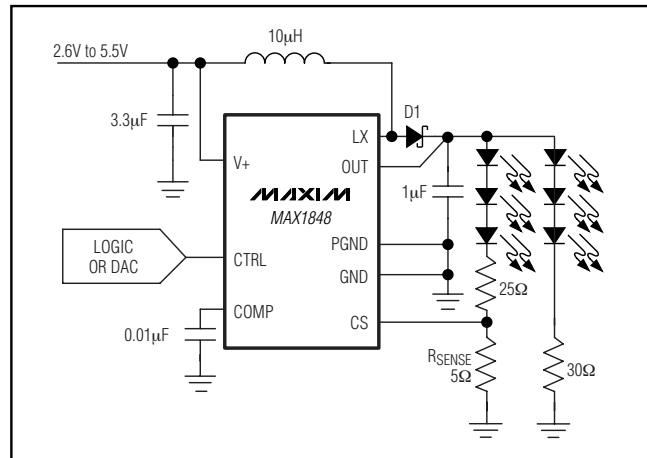 2.6V to 5.5V
10μH
3.3μF
D1
LX
OUT
V+
MAXIM
MAX1848
1μF
LOGIC
OR DAC
CTRL
PGND
GND
COMP
CS
25Ω
0.01μF
RSENSE
5Ω
30Ω